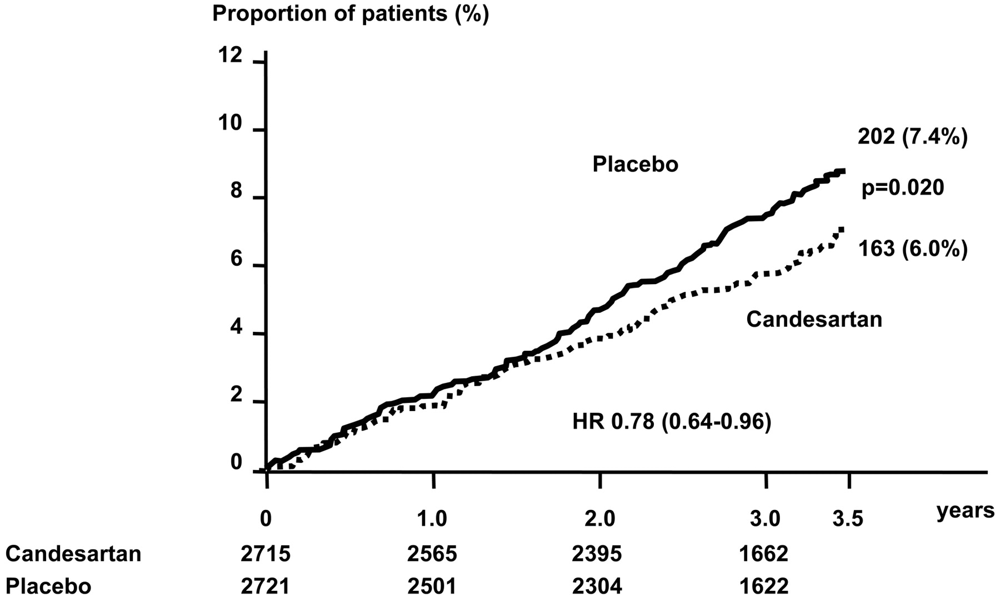 Proportion of patients (%)
12
10
8
6
4
2
0
202 (7.4%)
Placebo
p=0.020
163 (6.0%)
Candesartan
HR 0.78 (0.64-0.96)
0 1.0 2.0 3.0 3.5 years
Candesartan 2715 2565 2395 1662
Placebo 2721 2501 2304 1622